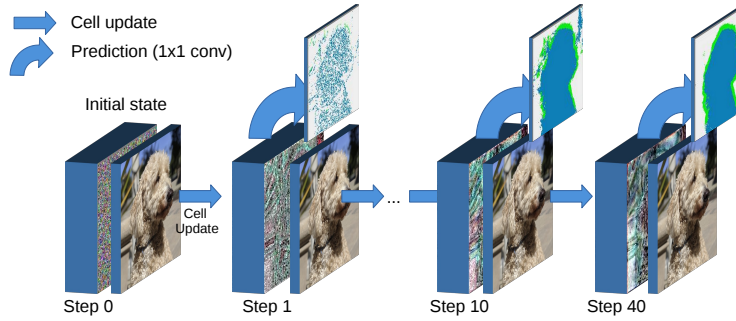 Cell update
Prediction (1x1 conv)
Initial state
Cell
Update
...
Step 0
Step 1
Step 10
Step 40